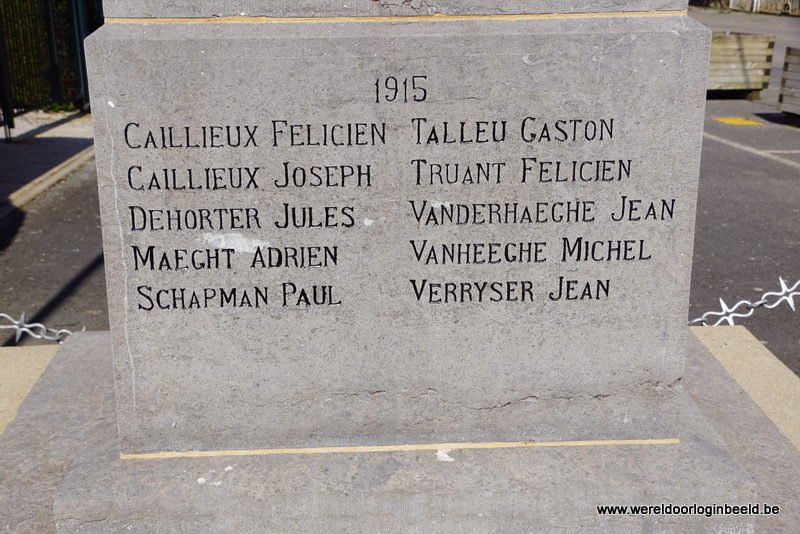 1915
CAILLIEUX FELICIEN
CAILLIEUX JOSEPH
DEHORTER JULES
MAEGHT ADRIEN
SCHAPMAN PAUL
TALLEU GASTON
TRUANT FELICIEN
VANDERHAEGHE JEAN
VANHEEGHE MICHEL
VERRYSER JEAN
www.wereldoorloginbeeld.be